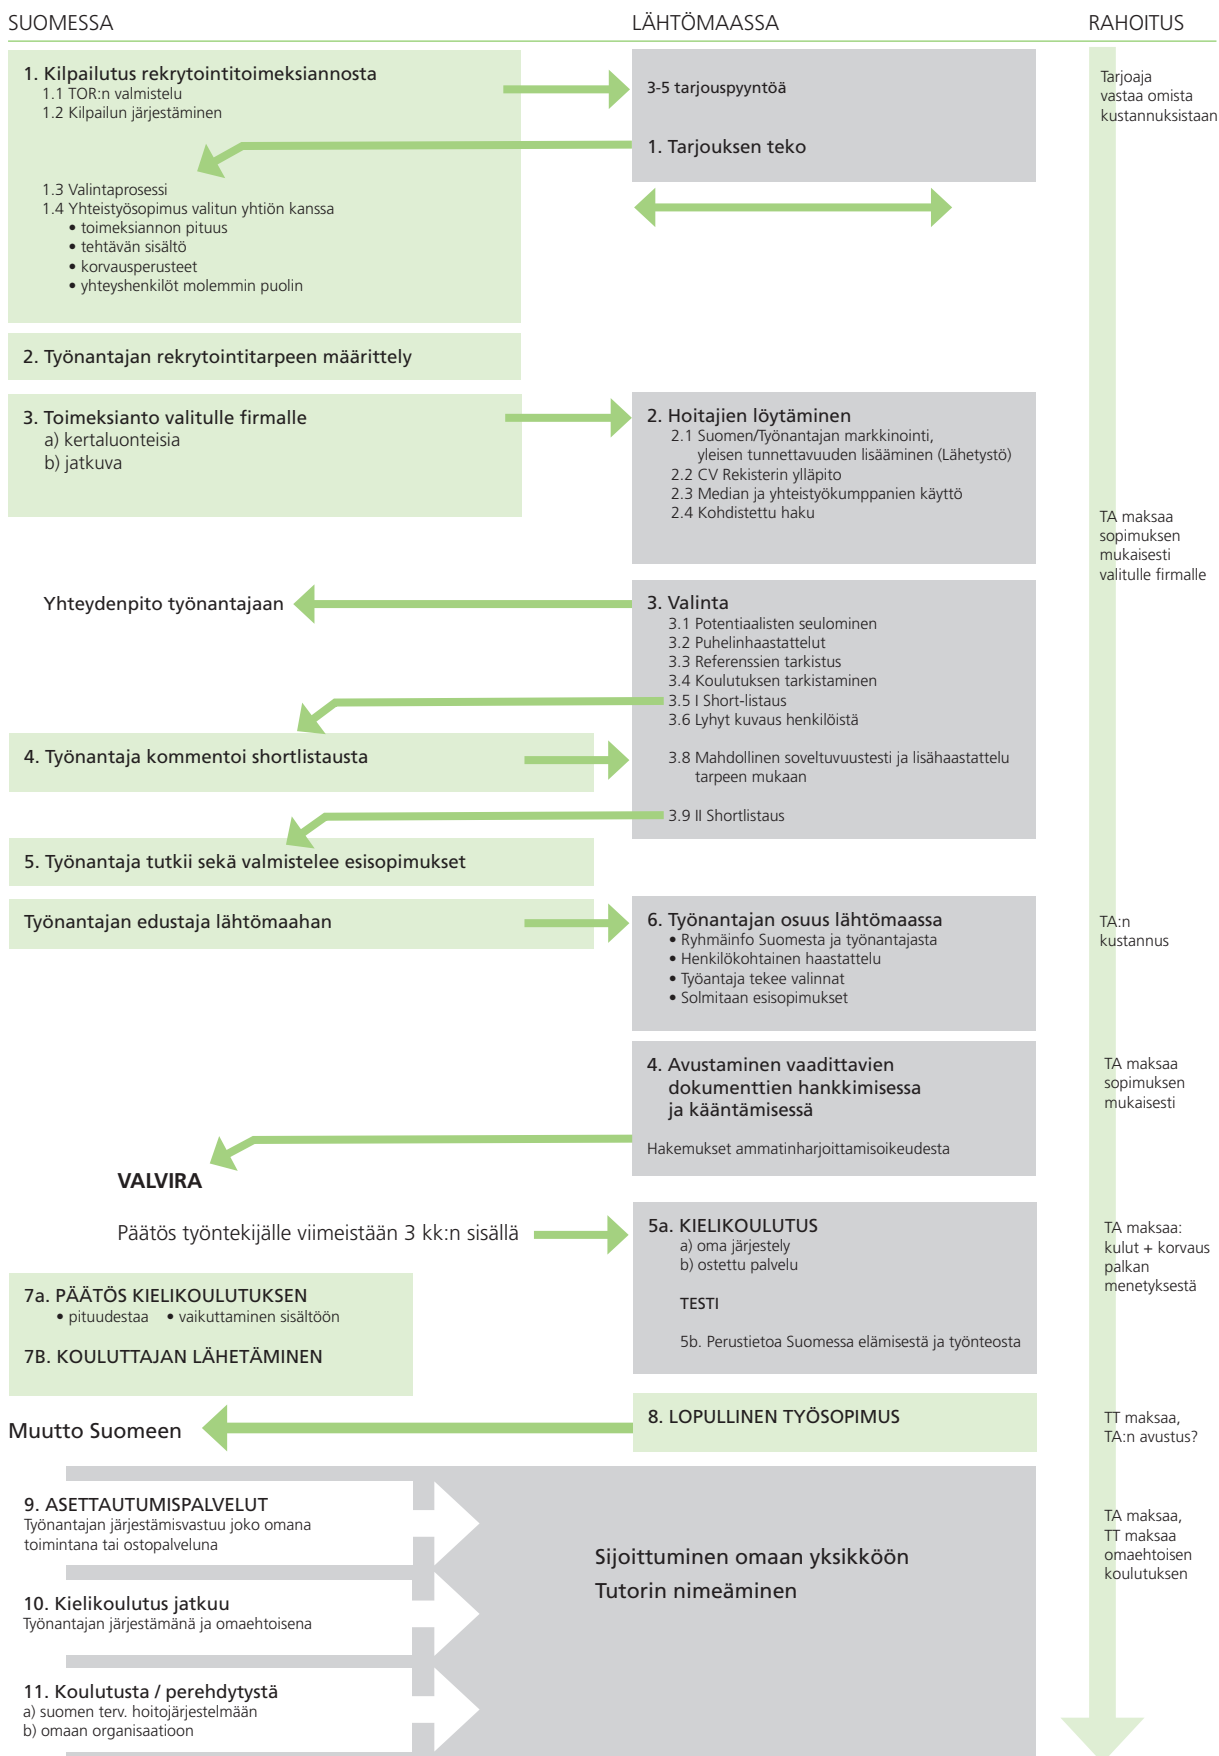 SUOMESSA
LÄHTÖMAASSA
RAHOITUS
1. Kilpailutus rekrytointitoimeksiannosta
1.1 TOR:n valmistelu
1.2 Kilpailun järjestäminen
3-5 tarjouspyyntöä
1. Tarjouksen teko
Tarjoaja
vastaa omista
kustannuksistaan
1.3 Valintaprosessi
1.4 Yhteistyösopimus valitun yhtiön kanssa
• toimeksiannon pituus
• tehtävän sisältö
• korvausperusteet
• yhteyshenkilöt molemmin puolin
2. Työnantajan rekrytointitarpeen määrittely
3. Toimeksianto valitulle firmalle
a) kertaluonteisia
b) jatkuva
2. Hoitajien löytäminen
2.1 Suomen/Työnantajan markkinointi,
yleisen tunnettavuuden lisääminen (Lähetystö)
2.2 CV Rekisterin ylläpito
2.3 Median ja yhteistyökumppanien käyttö
2.4 Kohdistettu haku
TA maksaa
sopimuksen
mukaisesti
valitulle firmalle
Yhteydenpito työnantajaan
3. Valinta
3.1 Potentiaalisten seulominen
3.2 Puhelinhaastattelut
3.3 Referenssien tarkistus
3.4 Koulutuksen tarkistaminen
3.5 I Short-listaus
3.6 Lyhyt kuvaus henkilöistä
4. Työnantaja kommentoi shortlistausta
3.8 Mahdollinen soveltuvuustesti ja lisähaastattelu
tarpeen mukaan
3.9 II Shortlistaus
5. Työnantaja tutkii sekä valmistelee esisopimukset
Työnantajan edustaja lähtömaahan
6. Työnantajan osuus lähtömaassa
• Ryhmäinfo Suomesta ja työnantajasta
• Henkilökohtainen haastattelu
• Työantaja tekee valinnat
• Solmitaan esisopimukset
TA:n
kustannus
4. Avustaminen vaadittavien
dokumenttien hankkimisessa
ja kääntämisessä
Hakemukset ammatinharjoittamisoikeudesta
TA maksaa
sopimuksen
mukaisesti
VALVIRA
Päätös työntekijälle viimeistään 3 kk:n sisällä
5a. KIELIKOULUTUS
a) oma järjestely
b) ostettu palvelu
TESTI
5b. Perustietoa Suomessa elämisestä ja työnteosta
TA maksaa:
kulut + korvaus
palkan
menetyksestä
7a. PÄÄTÖS KIELIKOULUTUKSEN
• pituudestaa • vaikuttaminen sisältöön
7B. KOULUTTAJAN LÄHETÄMINEN
Muutto Suomeen
8. LOPULLINEN TYÖSOPIMUS
TT maksaa,
TA:n avustus?
9. ASETTAUTUMISPALVELUT
Työnantajan järjestämisvastuu joko omana
toimintana tai ostopalveluna
10. Kielikoulutus jatkuu
Työnantajan järjestämänä ja omaehtoisena
11. Koulutusta / perehdytystä
a) suomen terv. hoitojärjestelmään
b) omaan organisaatioon
Sijoittuminen omaan yksikköön
Tutorin nimeäminen
TA maksaa,
TT maksaa
omaehtoisen
koulutuksen